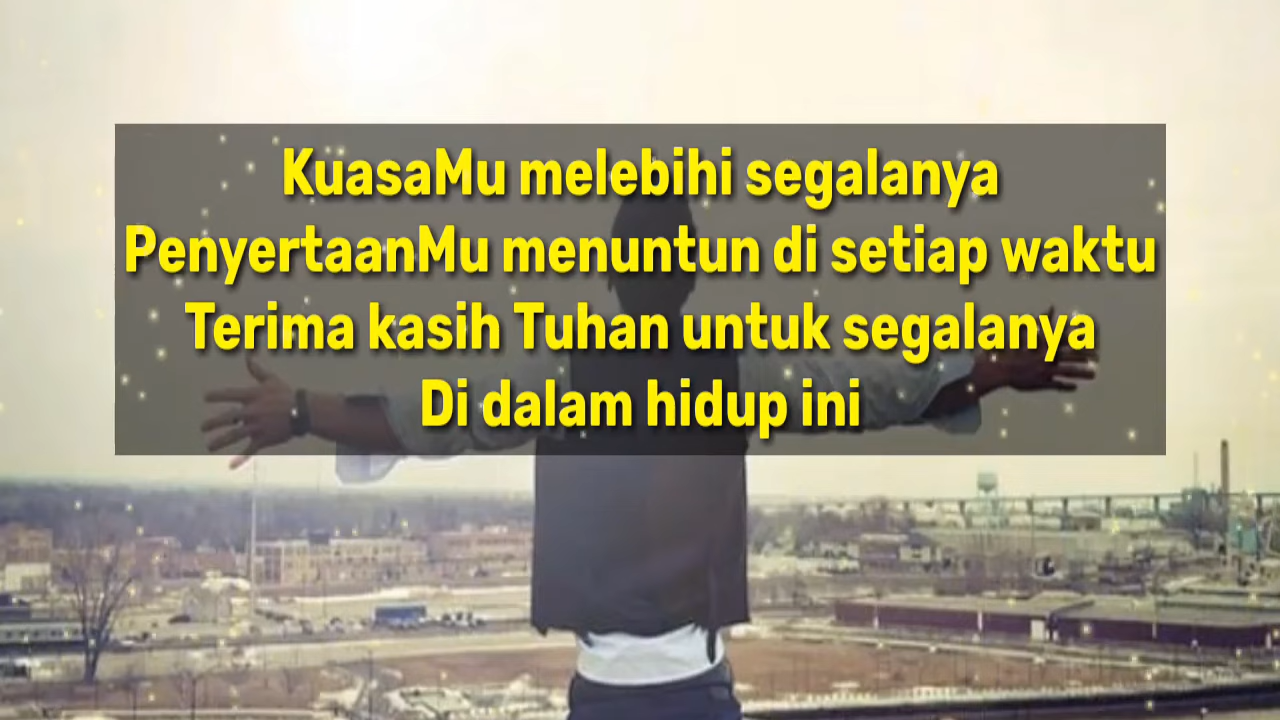 KuasaMu melebihi segalanya
PenyertaanMu menuntun di setiap waktu
Terima kasih Tuhan untuk segalanya
Di dalam hidup ini